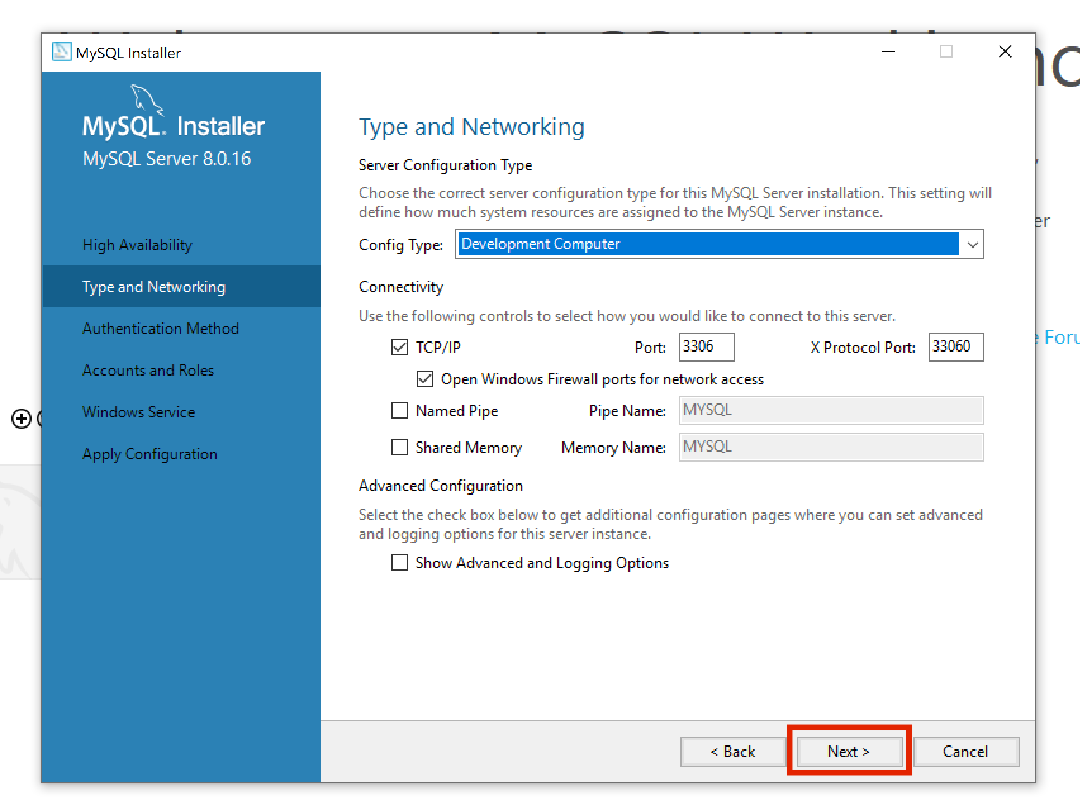 MySQL Installer
MySQL. Installer
MySQL Server 8.0.16
High Availability
Type and Networking
Authentication Method
Accounts and Roles
Windows Service
Apply Configuration
Type and Networking
Server Configuration Type
Choose the correct server configuration type for this MySQL Server installation. This setting will
define how much system resources are assigned to the MySQL Server instance.
Config Type: Development Computer
Connectivity
Use the following controls to select how you would like to connect to this server.
TCP/IP Port: 3306 X Protocol Port: 33060
Open Windows Firewall ports for network access
Named Pipe Pipe Name: MYSQL
Shared Memory Memory Name: MYSQL
Advanced Configuration
Select the check box below to get additional configuration pages where you can set advanced
and logging options for this server instance.
Show Advanced and Logging Options
< Back Next > Cancel